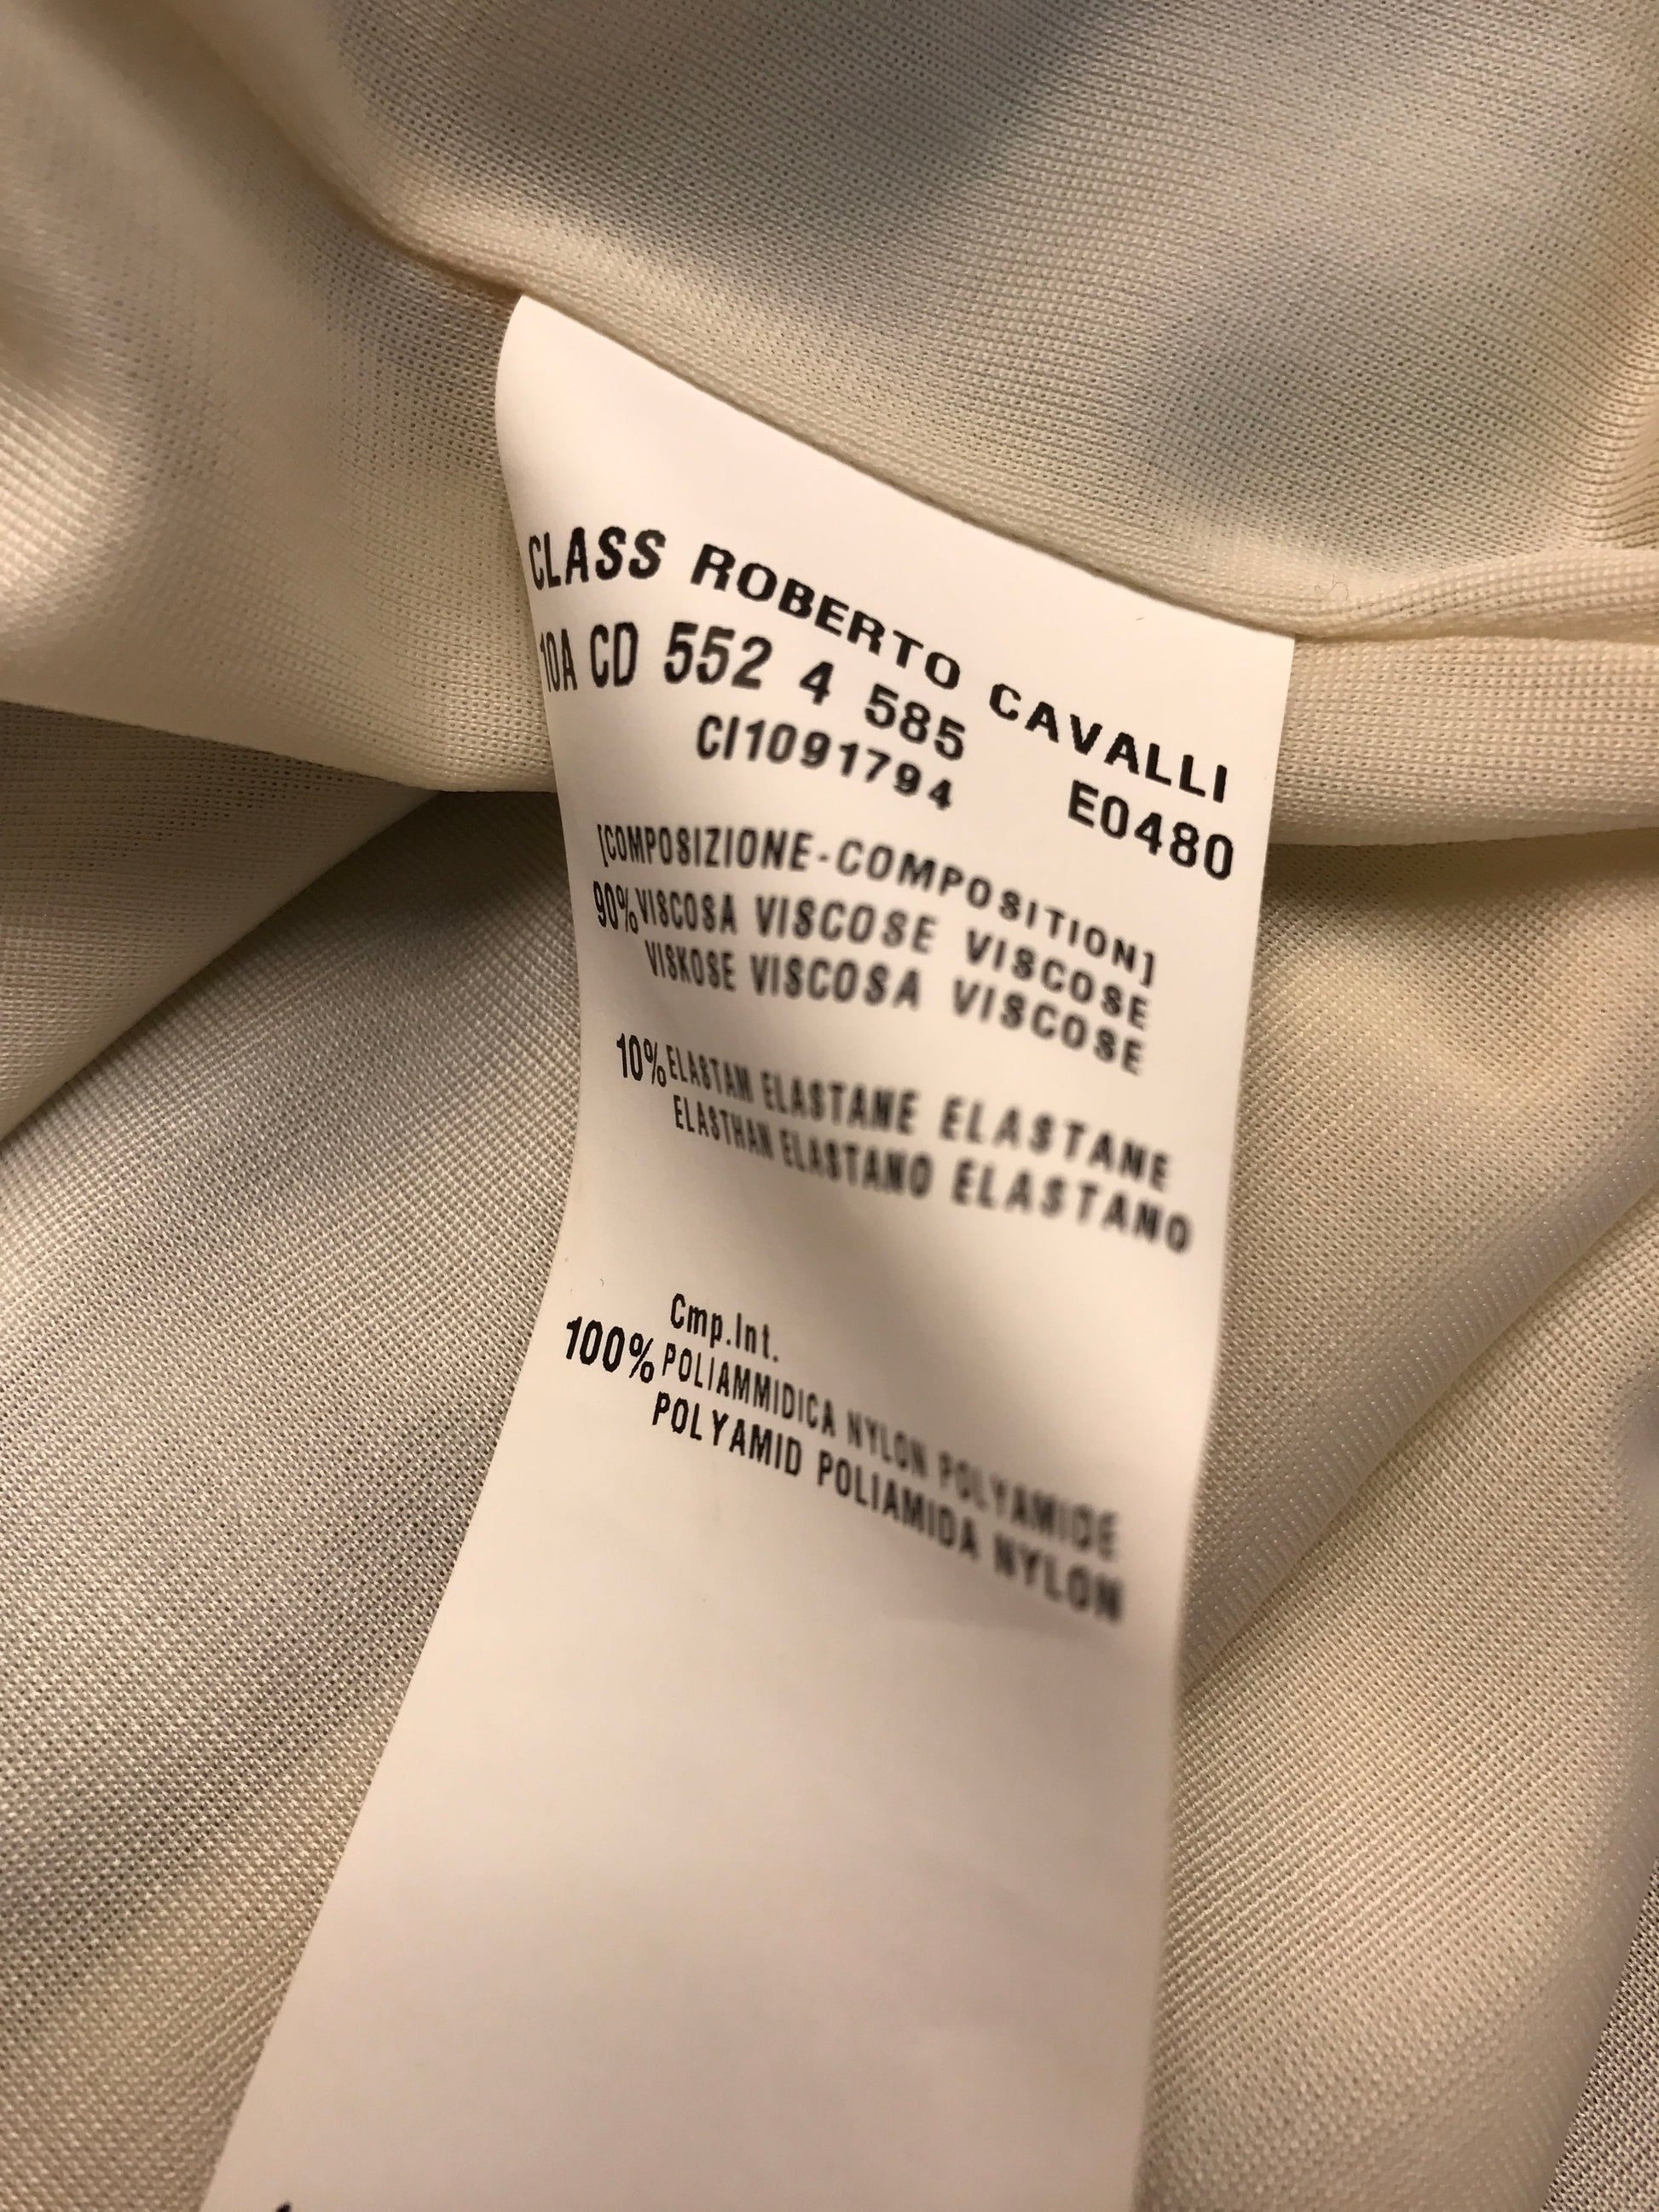 CLASS ROBERTO CAVALLI
10A CD 552 4 585 E0480
CI1091794
[COMPOSIZIONE-COMPOSITION]
90% VISCOSA VISCOSE VISCOSE
VISKOSE VISCOSA VISCOSE
10% ELASTAM ELASTANE ELASTANE
ELASTHAN ELASTANO ELASTANO
Cmp.Int.
100% POLIAMMIDICA NYLON POLYAMIDE
POLYAMID POLIAMIDA NYLON